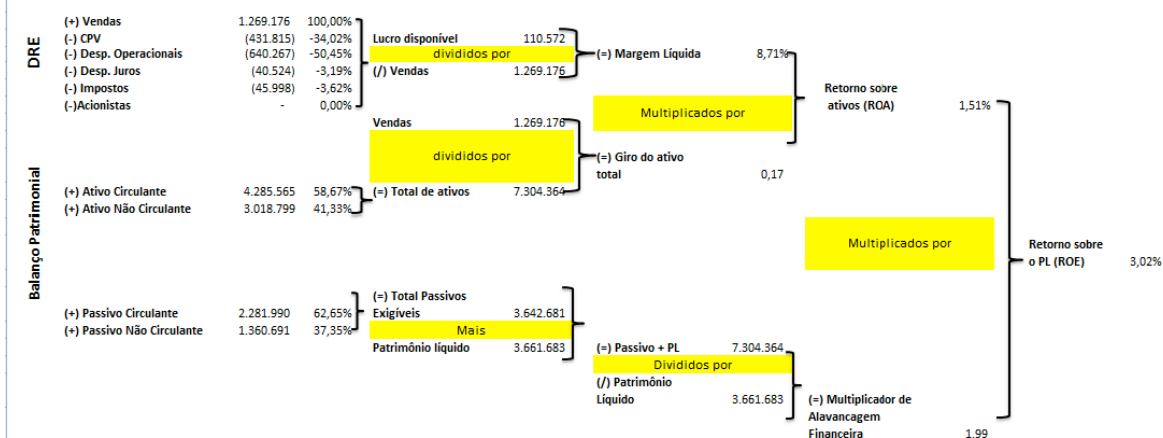 DRE
(+) Vendas 1.269.176 100,00%
(-) CPV (431.815) -34,02%
(-) Desp. Operacionais (640.267) -50,45%
(-) Desp. Juros (40.524) -3,19%
(-) Impostos (45.998) -3,62%
(-)Acionistas - 0,00%
Lucro disponível 110.572
divididos por
(/) Vendas 1.269.176
(=) Margem Líquida 8,71%
Multiplicados por
Vendas 1.269.176
divididos por
(=) Total de ativos 7.304.364
(=) Giro do ativo
total 0,17
Retorno sobre
ativos (ROA) 1,51%
Balanço Patrimonial
(+) Ativo Circulante 4.285.565 58,67%
(+) Ativo Não Circulante 3.018.799 41,33%
Multiplicados por
Retorno sobre
o PL (ROE) 3,02%
(+) Passivo Circulante 2.281.990 62,65%
(+) Passivo Não Circulante 1.360.691 37,35%
(=) Total Passivos
Exigíveis 3.642.681
Mais
Patrimônio líquido 3.661.683
(=) Passivo + PL 7.304.364
Divididos por
(/) Patrimônio
Líquido 3.661.683
(=) Multiplicador de
Alavancagem
Financeira 1,99